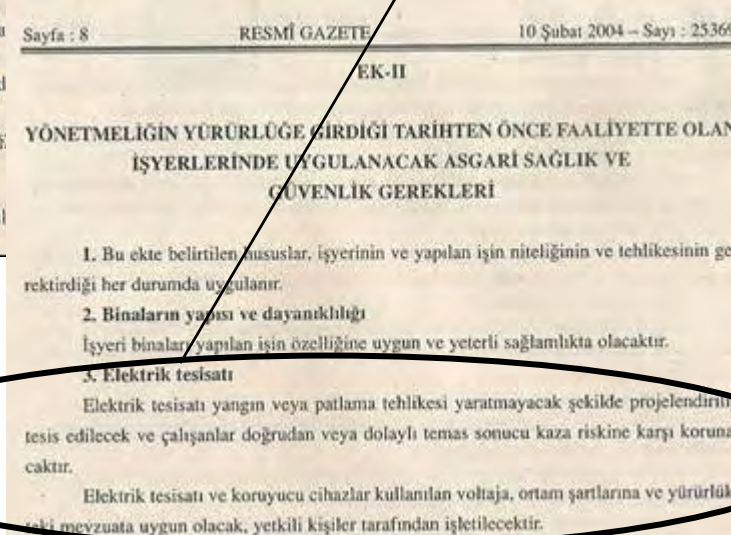 Sayfa : 8 RESMÎ GAZETE 10 Şubat 2004 – Sayı : 25369
EK-II
YÖNETMELİĞİN YÜRÜRLÜĞE GİRDİĞİ TARİHTEN ÖNCE FAALİYETTE OLAN
İŞYERLERİNDE UYGULANACAK ASGARİ SAĞLIK VE
GÜVENLİK GEREKLERİ
1. Bu ekte belirtilen hususlar, işyerinin ve yapılan işin niteliğinin ve tehlikesinin ge-
rektirdiği her durumda uygulanır.
2. Binaların yapısı ve dayanıklılığı
İşyeri binaları yapılan işin özelliğine uygun ve yeterli sağlamlıkta olacaktır.
3. Elektrik tesisatı
Elektrik tesisatı yangın veya patlama tehlikesi yaratmayacak şekilde projelendirilip
tesis edilecek ve çalışanlar doğrudan veya dolaylı temas sonucu kaza riskine karşı koruna-
caktır.
Elektrik tesisatı ve koruyucu cihazlar kullanılan voltaja, ortam şartlarına ve yürürlük-
teki mevzuata uygun olacak, yetkili kişiler tarafından işletilecektir.